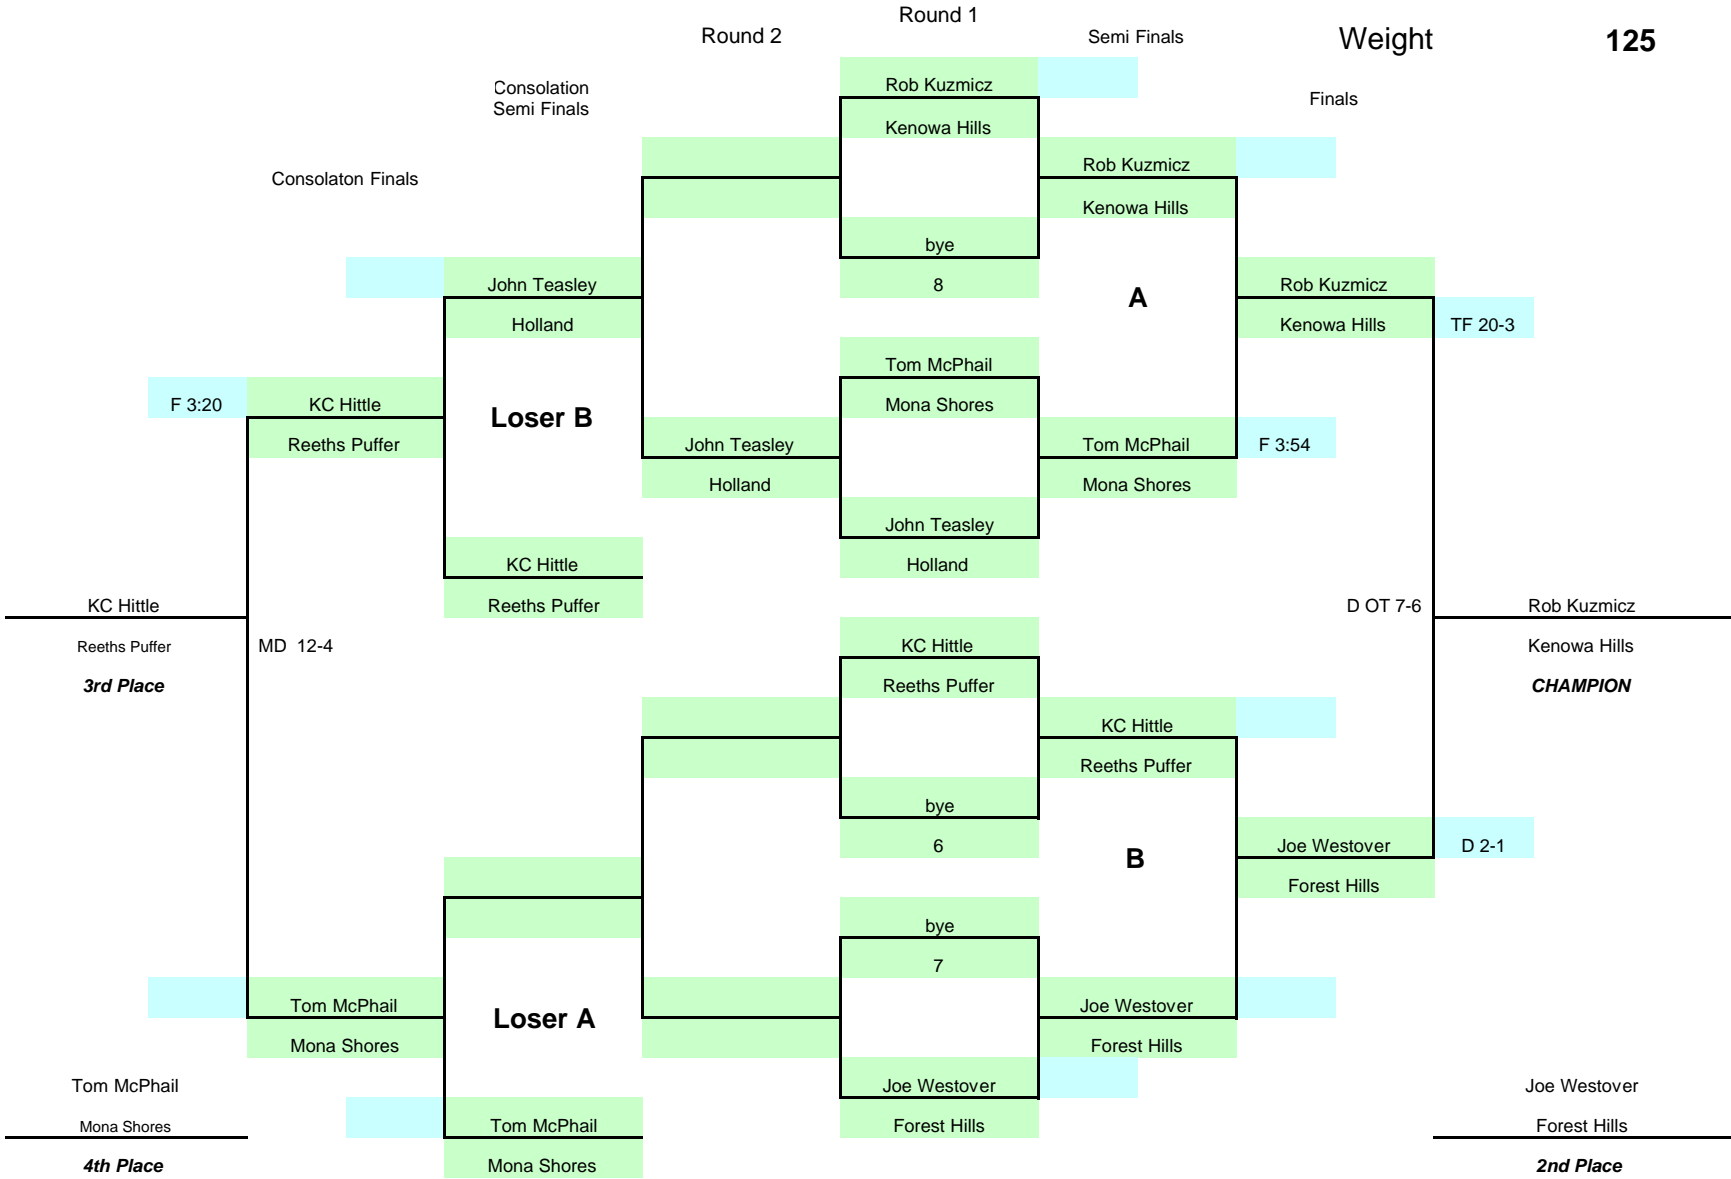 Round 1
Round 2
Semi Finals
Weight
125
Rob Kuzmicz
Consolation
Semi Finals
Finals
Kenowa Hills
Rob Kuzmicz
Consolaton Finals
Kenowa Hills
bye
John Teasley
8
A
Rob Kuzmicz
Holland
Kenowa Hills
TF 20-3
Tom McPhail
F 3:20
KC Hittle
Loser B
Mona Shores
Reeths Puffer
John Teasley
Tom McPhail
F 3:54
Holland
Mona Shores
John Teasley
KC Hittle
Holland
KC Hittle
Reeths Puffer
D OT 7-6
Rob Kuzmicz
Reeths Puffer
MD 12-4
KC Hittle
Kenowa Hills
3rd Place
Reeths Puffer
CHAMPION
KC Hittle
Reeths Puffer
bye
6
B
Joe Westover
D 2-1
Forest Hills
bye
7
Tom McPhail
Loser A
Joe Westover
Mona Shores
Forest Hills
Tom McPhail
Joe Westover
Joe Westover
Mona Shores
Tom McPhail
Forest Hills
Forest Hills
4th Place
Mona Shores
2nd Place